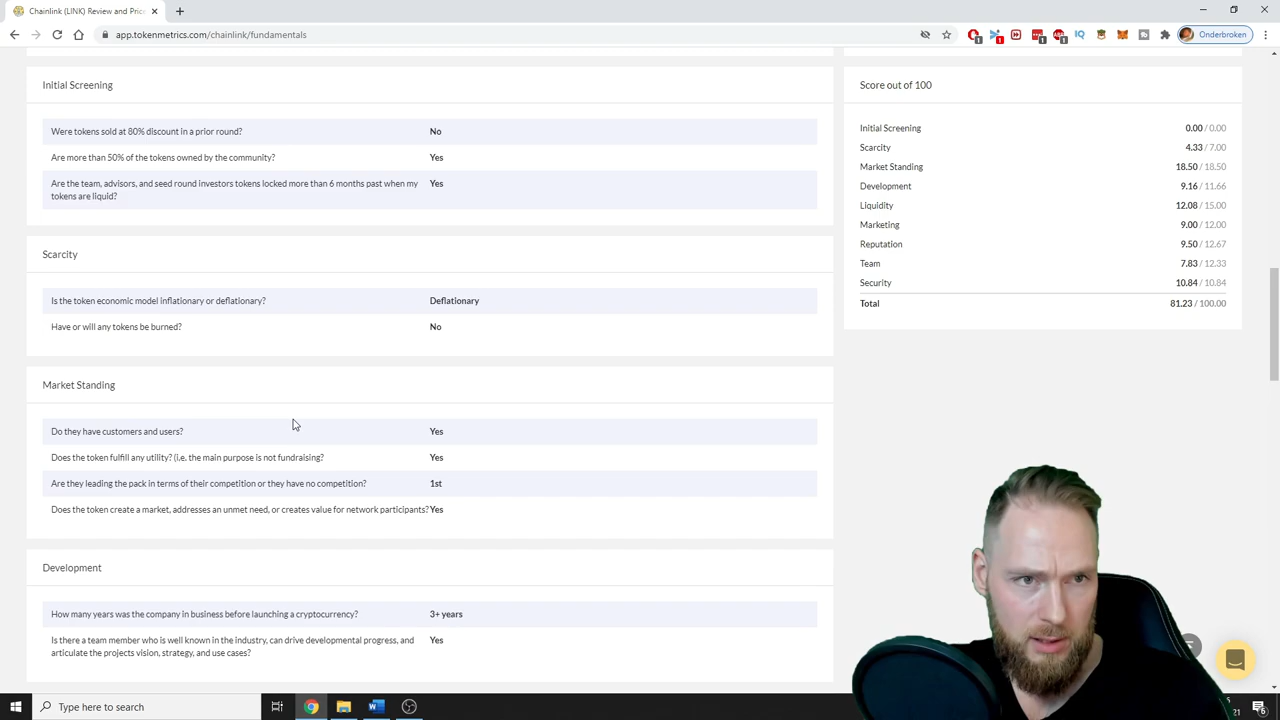 Chainlink (LINK) Review and Price
app.tokenmetrics.com/chainlink/fundamentals
1
1
1
1
IQ
Onderbroken
Initial Screening
Were tokens sold at 80% discount in a prior round? No
Are more than 50% of the tokens owned by the community? Yes
Are the team, advisors, and seed round investors tokens locked more than 6 months past when my Yes
tokens are liquid?
Scarcity
Is the token economic model inflationary or deflationary? Deflationary
Have or will any tokens be burned? No
Market Standing
Do they have customers and users? Yes
Does the token fulfill any utility? (i.e. the main purpose is not fundraising? Yes
Are they leading the pack in terms of their competition or they have no competition? 1st
Does the token create a market, addresses an unmet need, or creates value for network participants? Yes
Development
How many years was the company in business before launching a cryptocurrency? 3+ years
Is there a team member who is well known in the industry, can drive developmental progress, and Yes
articulate the projects vision, strategy, and use cases?
Score out of 100
Initial Screening 0.00 / 0.00
Scarcity 4.33 / 7.00
Market Standing 18.50 / 18.50
Development 9.16 / 11.66
Liquidity 12.08 / 15.00
Marketing 9.00 / 12.00
Reputation 9.50 / 12.67
Team 7.83 / 12.33
Security 10.84 / 10.84
Total 81.23 / 100.00
Type here to search
21
6